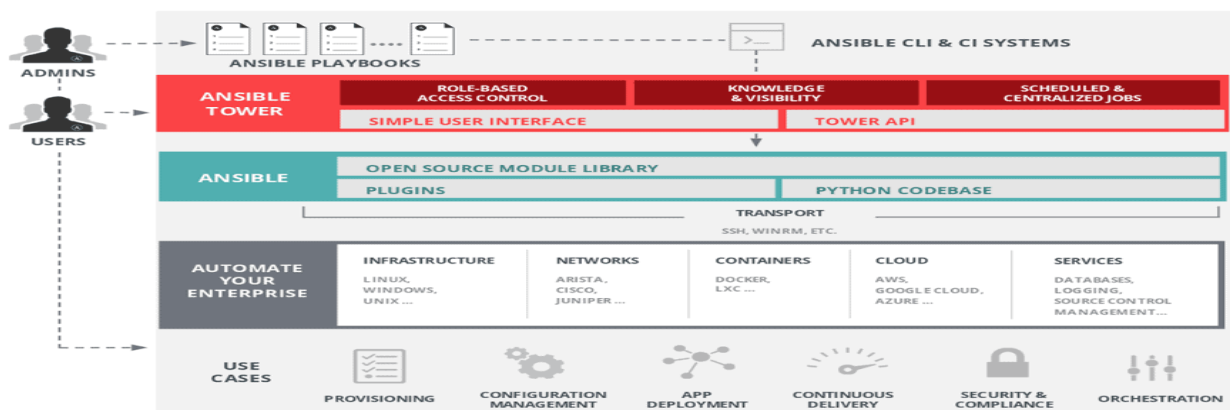 ADMINS
USERS
ANSIBLE PLAYBOOKS
ANSIBLE CLI & CI SYSTEMS
ANSIBLE
TOWER
ROLE-BASED
ACCESS CONTROL
KNOWLEDGE
& VISIBILITY
SCHEDULED &
CENTRALIZED JOBS
SIMPLE USER INTERFACE
TOWER API
ANSIBLE
OPEN SOURCE MODULE LIBRARY
PLUGINS
PYTHON CODEBASE
TRANSPORT
SSH, WINRM, ETC.
AUTOMATE
YOUR
ENTERPRISE
INFRASTRUCTURE
LINUX,
WINDOWS,
UNIX ...
NETWORKS
ARISTA,
CISCO,
JUNIPER ...
CONTAINERS
DOCKER,
LXC ...
CLOUD
AWS,
GOOGLE CLOUD,
AZURE ...
SERVICES
DATABASES,
LOGGING,
SOURCE CONTROL
MANAGEMENT...
USE
CASES
PROVISIONING
CONFIGURATION
MANAGEMENT
APP
DEPLOYMENT
CONTINUOUS
DELIVERY
SECURITY &
COMPLIANCE
ORCHESTRATION